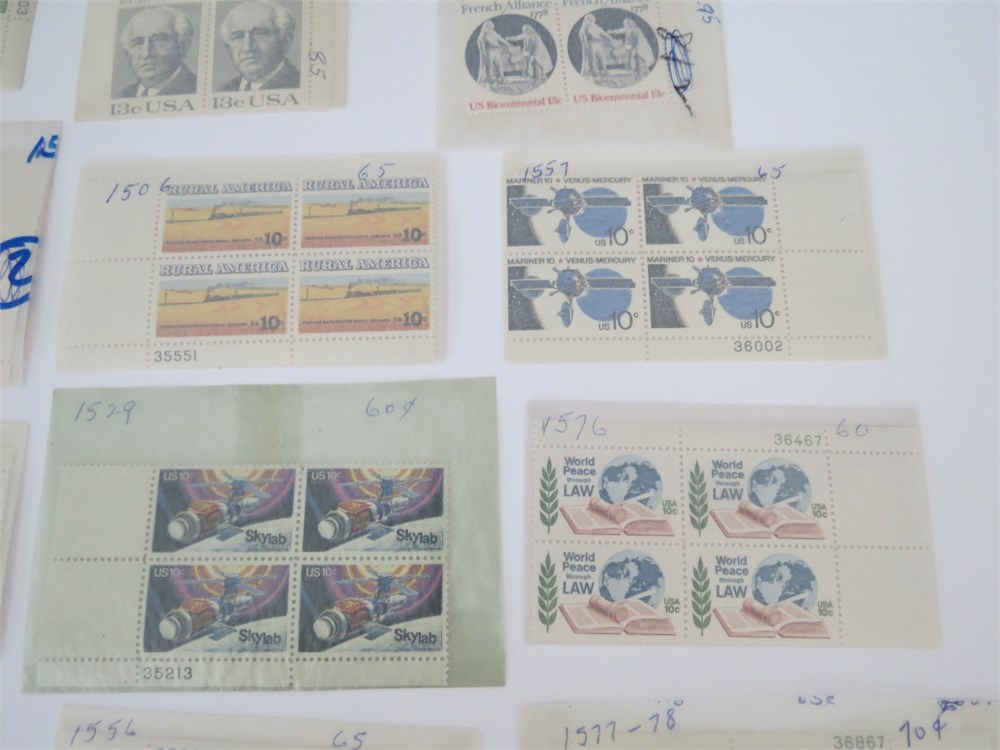 03
13c USA 13c USA
85
French Alliance French Alliance
1778 1778
US Bicentennial 13c US Bicentennial 13c
.95
2
1506 65
RURAL AMERICA RURAL AMERICA
10c 10c
RURAL AMERICA RURAL AMERICA
10c 10c
35551
1557 65
MARINER 10 ★ VENUS/MERCURY MARINER 10 ★ VENUS/MERCURY
US 10c US 10c
MARINER 10 ★ VENUS/MERCURY MARINER 10 ★ VENUS/MERCURY
US 10c US 10c
36002
1529 60¢
US 10c US 10c
Skylab Skylab
US 10c US 10c
Skylab Skylab
35213
1576 36467 60
World Peace through LAW World Peace through LAW
USA 10c USA 10c
World Peace through LAW World Peace through LAW
USA 10c USA 10c
1556 65
1577-78 70¢
36867